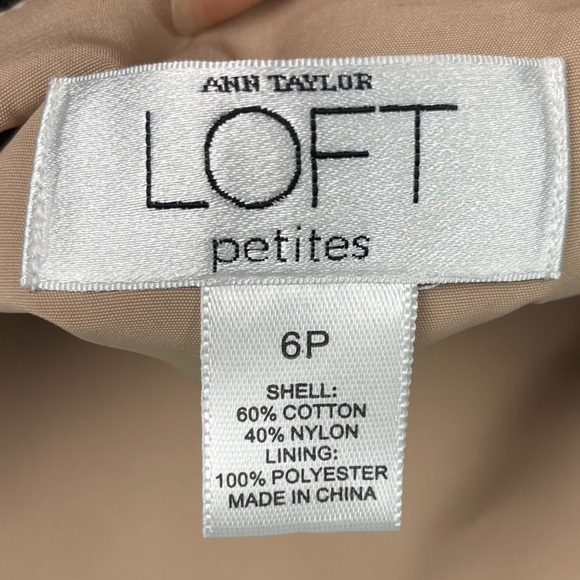 ANN TAYLOR
LOFT
petites
6P
SHELL:
60% COTTON
40% NYLON
LINING:
100% POLYESTER
MADE IN CHINA